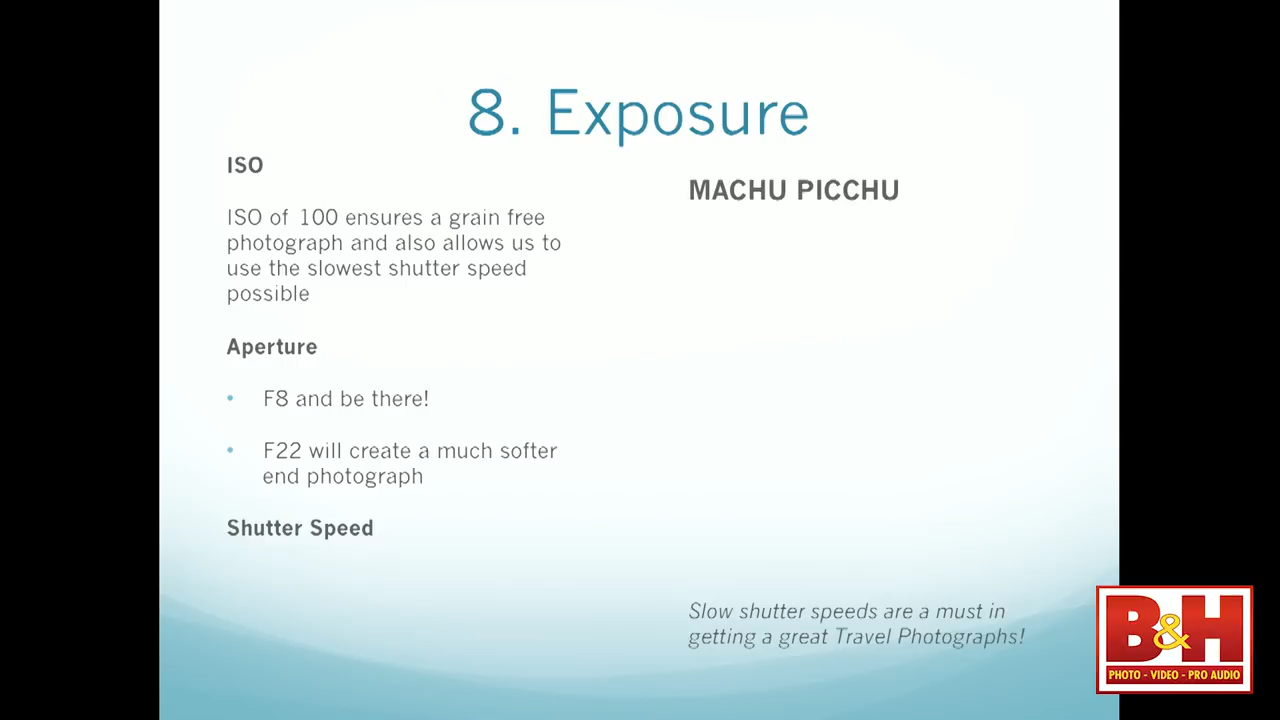 8. Exposure
ISO
ISO of 100 ensures a grain free
photograph and also allows us to
use the slowest shutter speed
possible
Aperture
• F8 and be there!
• F22 will create a much softer
end photograph
Shutter Speed
MACHU PICCHU
Slow shutter speeds are a must in
getting a great Travel Photographs!
B&H
PHOTO - VIDEO - PRO AUDIO